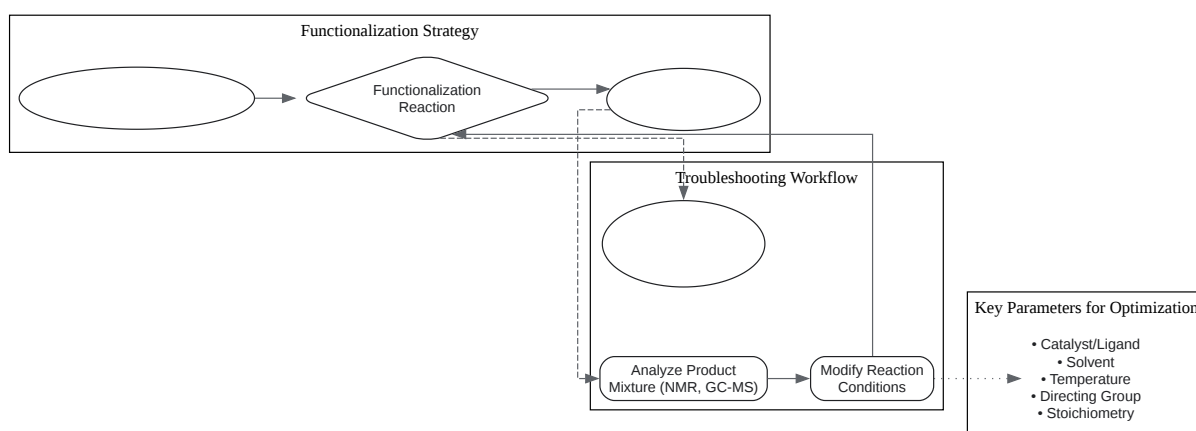 Functionalization Strategy
Functionalization
Reaction
Troubleshooting Workflow
Analyze Product
Mixture (NMR, GC-MS)
Modify Reaction
Conditions
Key Parameters for Optimization
• Catalyst/Ligand
• Solvent
• Temperature
• Directing Group
• Stoichiometry